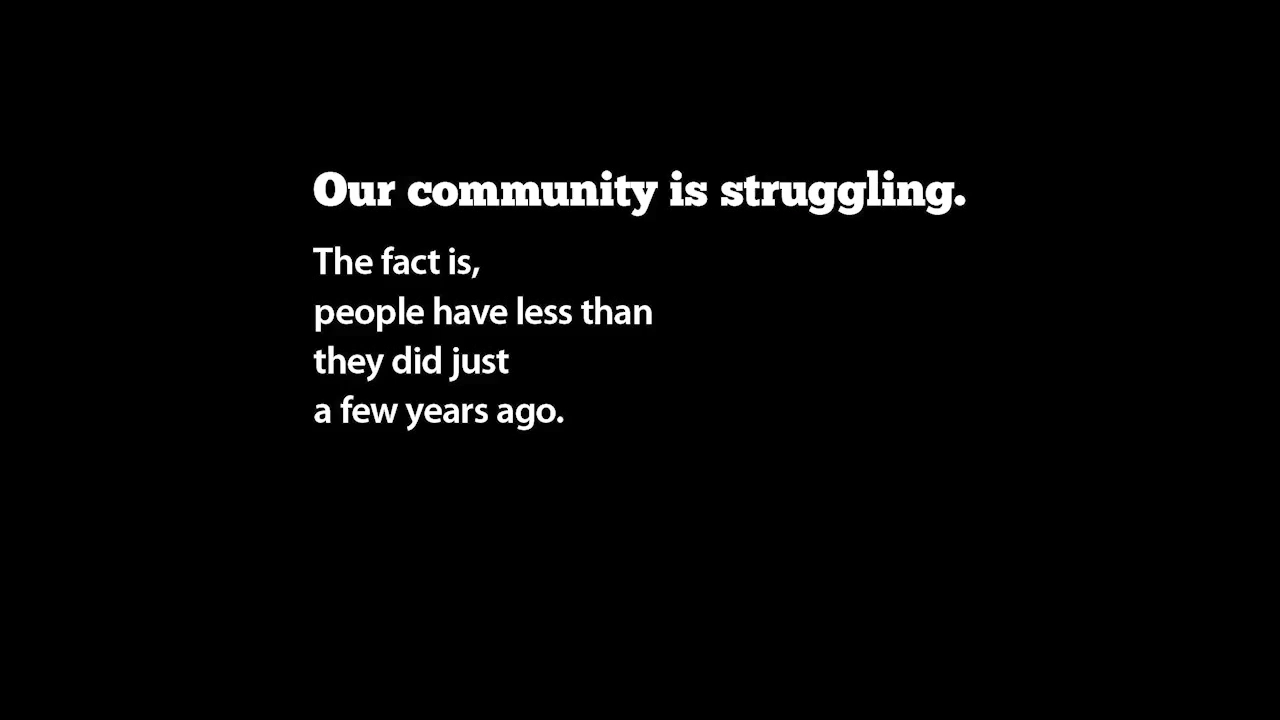 Our community is struggling.
The fact is,
people have less than
they did just
a few years ago.